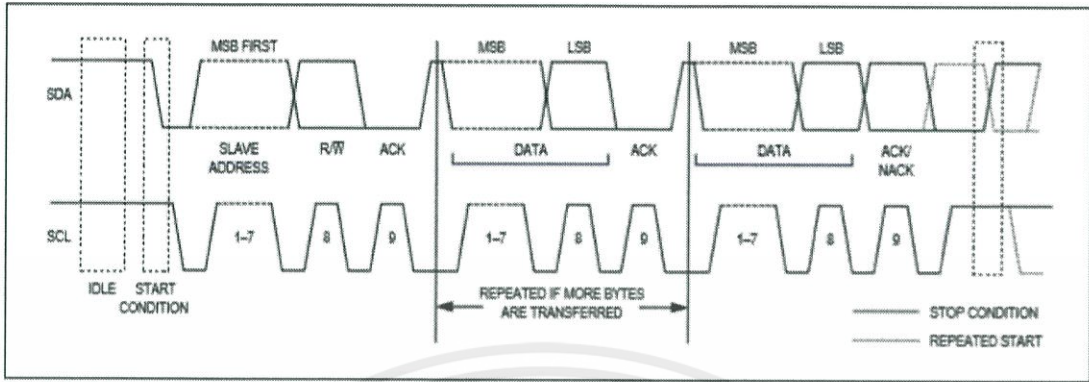 MSB FIRST MSB LSB MSB LSB
SDA
SLAVE ADDRESS R/W̅ ACK DATA ACK DATA ACK/ NACK
SCL
1–7 8 9 1–7 8 9 1–7 8 9
IDLE START CONDITION
REPEATED IF MORE BYTES
ARE TRANSFERRED
STOP CONDITION
REPEATED START